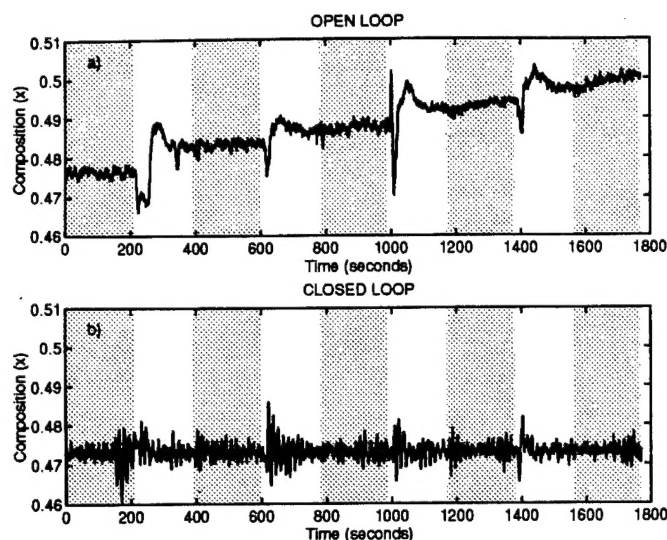 OPEN LOOP
0.51
a)
0.5
0.49
0.48
0.47
0.46
Composition (x)
0 200 400 600 800 1000 1200 1400 1600 1800
Time (seconds)
CLOSED LOOP
0.51
b)
0.5
0.49
0.48
0.47
0.46
Composition (x)
0 200 400 600 800 1000 1200 1400 1600 1800
Time (seconds)